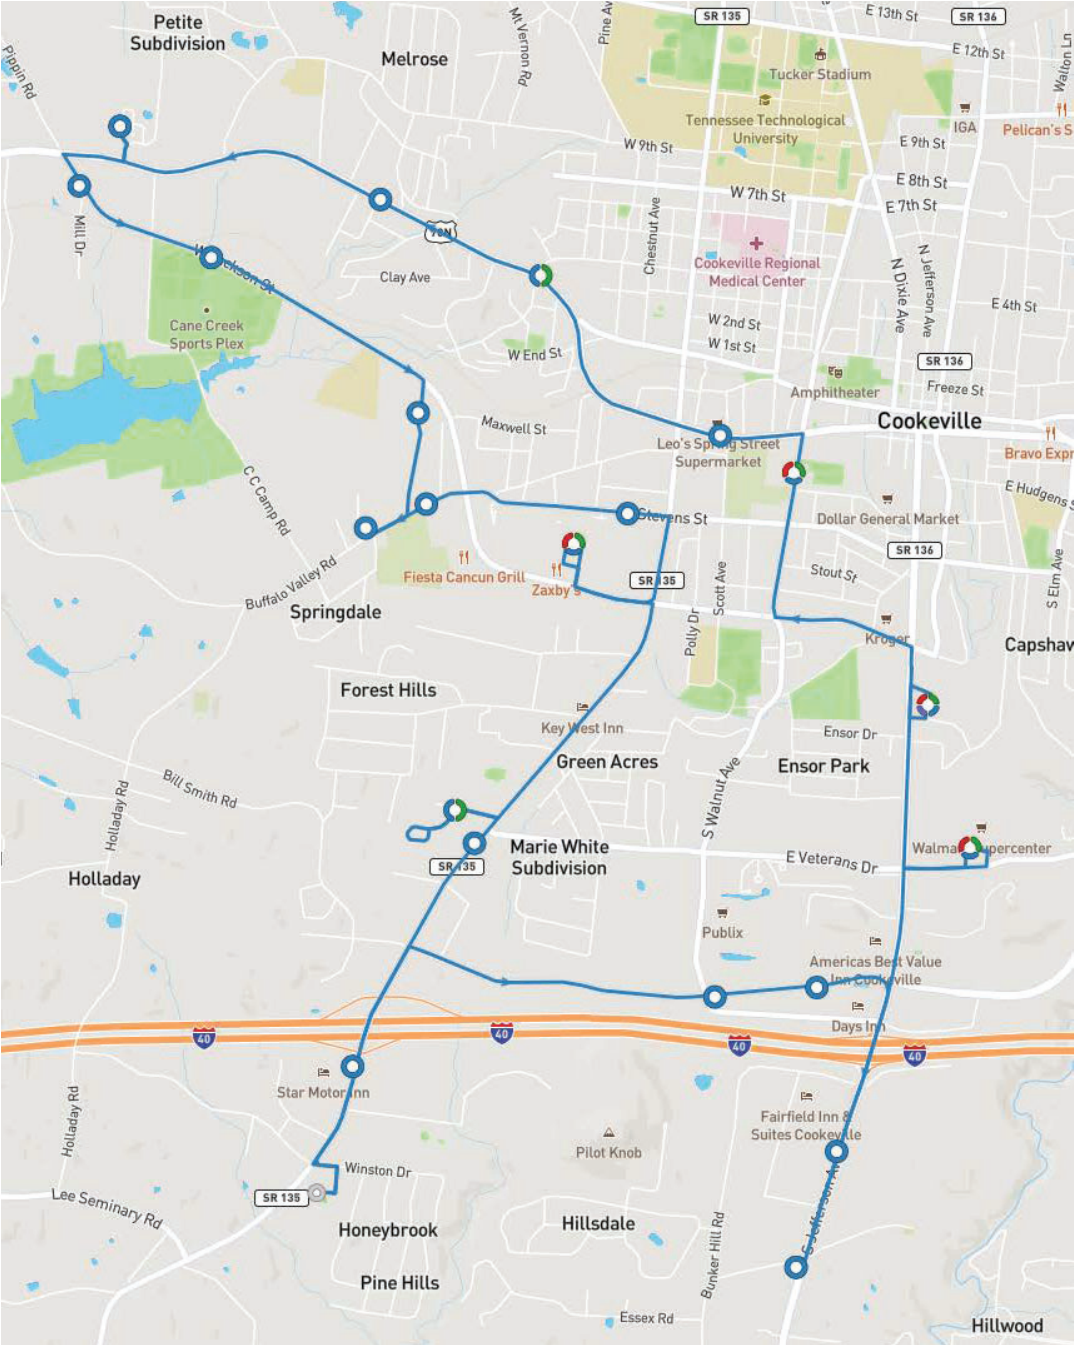 SR 135
E 13th St
SR 136
Petite
Subdivision
Pine Av
Mt Vernon Rd
Melrose
E 12th St
Walton Ln
Tucker Stadium
Pippin Rd
Tennessee Technological
University
IGA
Pelican's S
W 9th St
E 9th St
W 7th St
E 8th St
E 7th St
Mill Dr
Chestnut Ave
70N
Clay Ave
Cookeville Regional
Medical Center
N Dixie Ave
N Jefferson Ave
E 4th St
Cane Creek
Sports Plex
W 2nd St
W 1st St
W End St
SR 136
Amphitheater
Freeze St
Cookeville
Maxwell St
Leo's Spring Street
Supermarket
Bravo Expr
C C Camp Rd
E Hudgens S
Stevens St
Dollar General Market
SR 136
Fiesta Cancun Grill
Zaxby's
SR 135
Scott Ave
Stout St
S Elm Ave
Buffalo Valley Rd
Springdale
Polly Dr
Kroger
Capshaw
Forest Hills
Key West Inn
Ensor Dr
Green Acres
Ensor Park
Bill Smith Rd
Holladay Rd
S Walnut Ave
Marie White
Subdivision
SR 135
E Veterans Dr
Holladay
Publix
Americas Best Value
Inn Cookeville
Days Inn
40
40
40
40
Star Motor Inn
Holladay Rd
Fairfield Inn &
Suites Cookeville
Pilot Knob
Winston Dr
SR 135
Lee Seminary Rd
Honeybrook
Hillsdale
Bunker Hill Rd
Pine Hills
Essex Rd
Hillwood